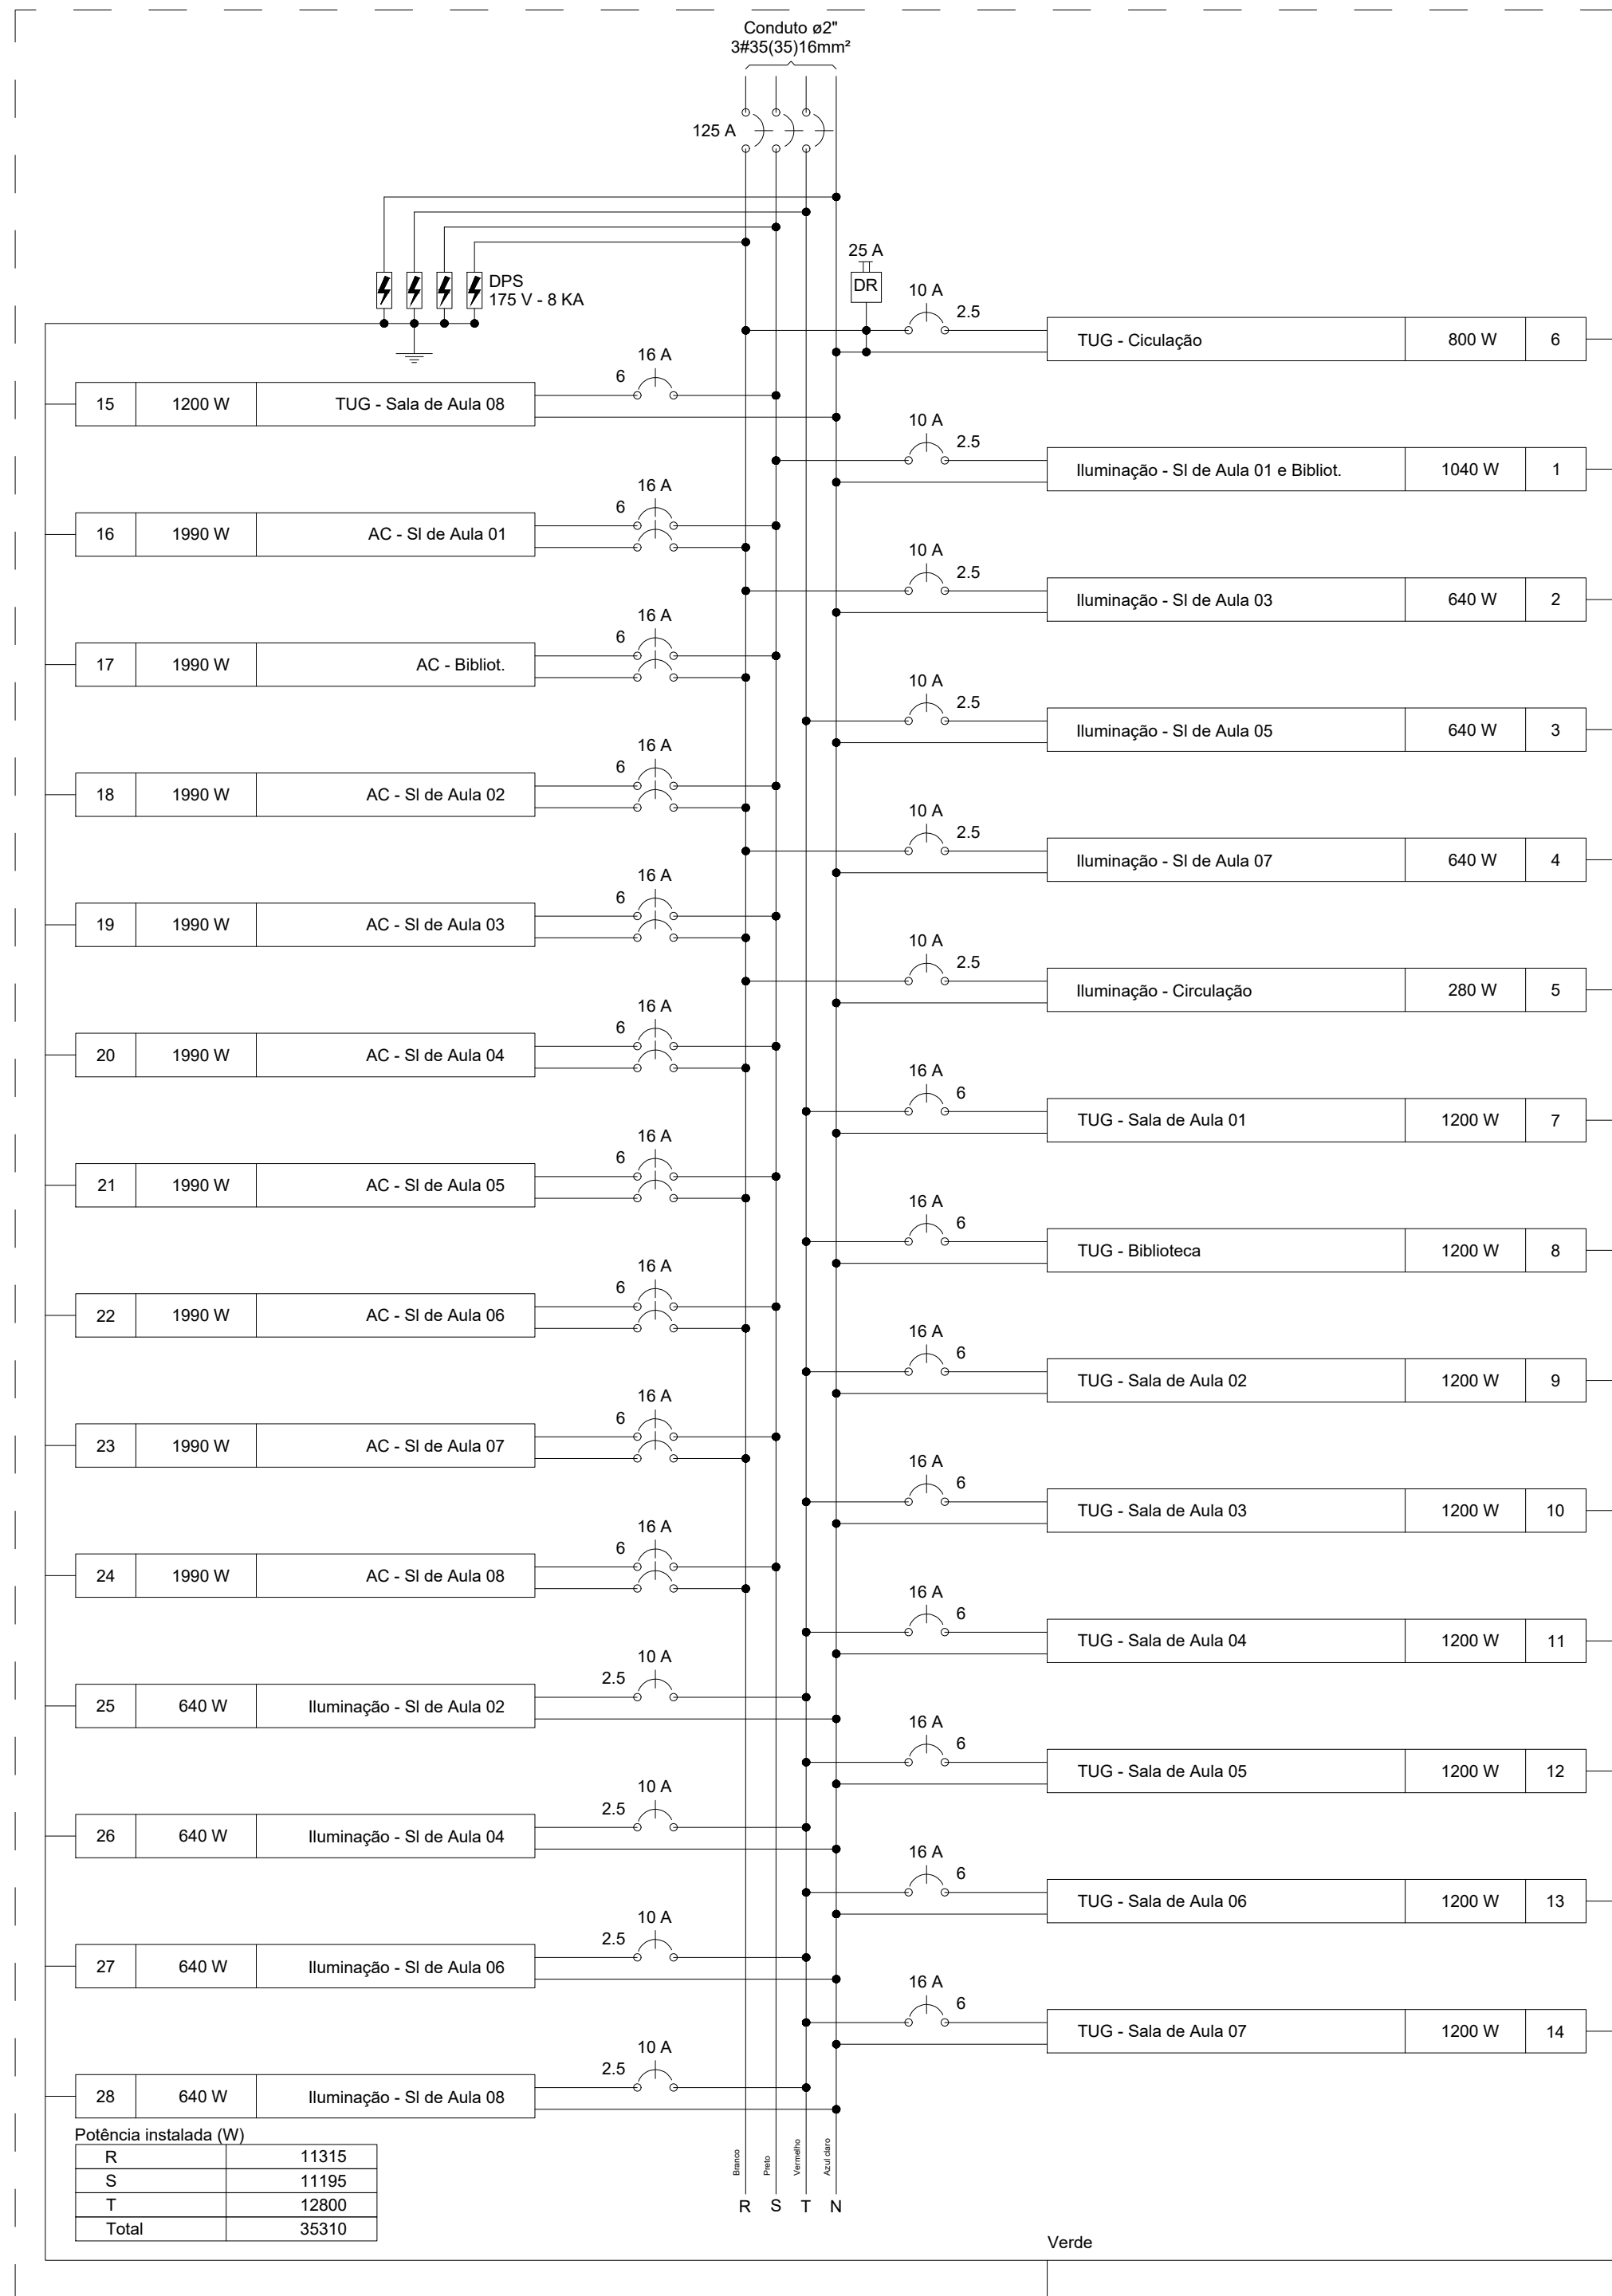 Conduto ø2"
3#35(35)16mm²
125 A
DPS
175 V - 8 KA
25 A
DR
10 A
2.5
TUG - Ciculação 800 W 6
16 A
6
15 1200 W TUG - Sala de Aula 08
10 A
2.5
Iluminação - Sl de Aula 01 e Bibliot. 1040 W 1
16 A
6
16 1990 W AC - Sl de Aula 01
10 A
2.5
Iluminação - Sl de Aula 03 640 W 2
16 A
6
17 1990 W AC - Bibliot.
10 A
2.5
Iluminação - Sl de Aula 05 640 W 3
16 A
6
18 1990 W AC - Sl de Aula 02
10 A
2.5
Iluminação - Sl de Aula 07 640 W 4
16 A
6
19 1990 W AC - Sl de Aula 03
10 A
2.5
Iluminação - Circulação 280 W 5
16 A
6
20 1990 W AC - Sl de Aula 04
16 A
6
TUG - Sala de Aula 01 1200 W 7
16 A
6
21 1990 W AC - Sl de Aula 05
16 A
6
TUG - Biblioteca 1200 W 8
16 A
6
22 1990 W AC - Sl de Aula 06
16 A
6
TUG - Sala de Aula 02 1200 W 9
16 A
6
23 1990 W AC - Sl de Aula 07
16 A
6
TUG - Sala de Aula 03 1200 W 10
16 A
6
24 1990 W AC - Sl de Aula 08
16 A
6
TUG - Sala de Aula 04 1200 W 11
10 A
2.5
25 640 W Iluminação - Sl de Aula 02
16 A
6
TUG - Sala de Aula 05 1200 W 12
10 A
2.5
26 640 W Iluminação - Sl de Aula 04
16 A
6
TUG - Sala de Aula 06 1200 W 13
10 A
2.5
27 640 W Iluminação - Sl de Aula 06
16 A
6
TUG - Sala de Aula 07 1200 W 14
10 A
2.5
28 640 W Iluminação - Sl de Aula 08
Potência instalada (W)
R 11315
S 11195
T 12800
Total 35310
Branco
Preto
Vermelho
Azul claro
R S T N
Verde